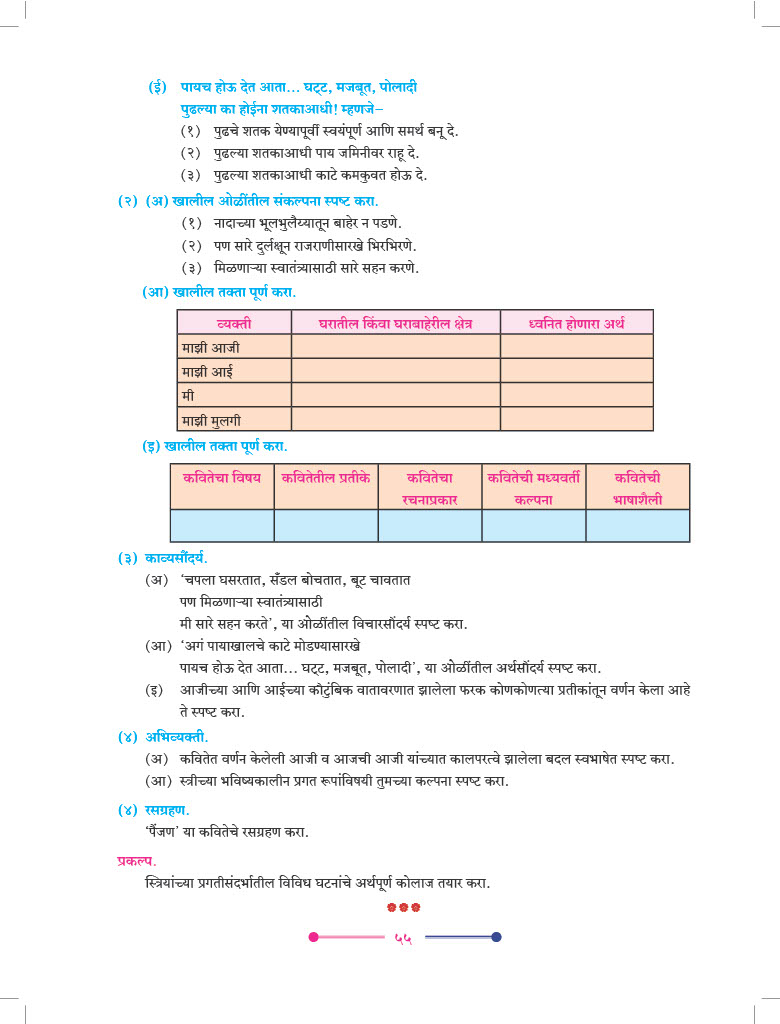 (ई) पायच होऊ देत आता... घट्ट, मजबूत, पोलादी
पुढल्या का होईना शतकाआधी! म्हणजे–
(१) पुढचे शतक येण्यापूर्वी स्वयंपूर्ण आणि समर्थ बनू दे.
(२) पुढल्या शतकाआधी पाय जमिनीवर राहू दे.
(३) पुढल्या शतकाआधी काटे कमकुवत होऊ दे.
(२) (अ) खालील ओळींतील संकल्पना स्पष्ट करा.
(१) नादाच्या भूलभुलैय्यातून बाहेर न पडणे.
(२) पण सारे दुर्लक्षून राजराणीसारखे भिरभिरणे.
(३) मिळणाऱ्या स्वातंत्र्यासाठी सारे सहन करणे.
(आ) खालील तक्ता पूर्ण करा.
व्यक्ती घरातील किंवा घराबाहेरील क्षेत्र ध्वनित होणारा अर्थ
माझी आजी
माझी आई
मी
माझी मुलगी
(इ) खालील तक्ता पूर्ण करा.
कवितेचा विषय कवितेतील प्रतीके कवितेचा कवितेची मध्यवर्ती कवितेची
रचनाप्रकार कल्पना भाषाशैली
(३) काव्यसौंदर्य.
(अ) ‘चपला घसरतात, सँडल बोचतात, बूट चावतात
पण मिळणाऱ्या स्वातंत्र्यासाठी
मी सारे सहन करते’, या ओळींतील विचारसौंदर्य स्पष्ट करा.
(आ) ‘अगं पायाखालचे काटे मोडण्यासारखे
पायच होऊ देत आता... घट्ट, मजबूत, पोलादी’, या ओळींतील अर्थसौंदर्य स्पष्ट करा.
(इ) आजीच्या आणि आईच्या कौटुंबिक वातावरणात झालेला फरक कोणकोणत्या प्रतीकांतून वर्णन केला आहे
ते स्पष्ट करा.
(४) अभिव्यक्ती.
(अ) कवितेत वर्णन केलेली आजी व आजची आजी यांच्यात कालपरत्वे झालेला बदल स्वभाषेत स्पष्ट करा.
(आ) स्त्रीच्या भविष्यकालीन प्रगत रूपांविषयी तुमच्या कल्पना स्पष्ट करा.
(४) रसग्रहण.
‘पैंजण’ या कवितेचे रसग्रहण करा.
प्रकल्प.
स्त्रियांच्या प्रगतीसंदर्भातील विविध घटनांचे अर्थपूर्ण कोलाज तयार करा.
५५